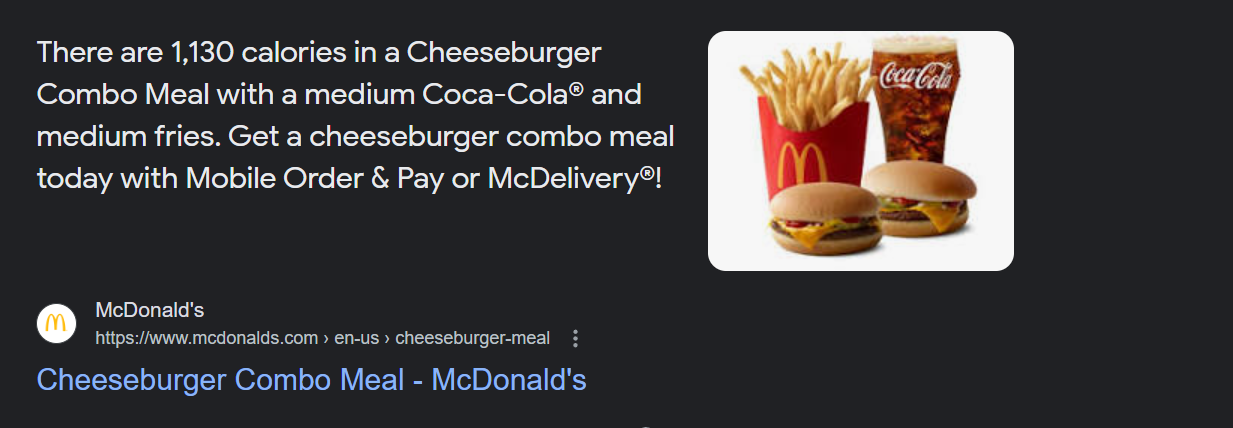 There are 1,130 calories in a Cheeseburger
Combo Meal with a medium Coca-Cola® and
medium fries. Get a cheeseburger combo meal
today with Mobile Order & Pay or McDelivery®!
Coca-Cola
McDonald's
https://www.mcdonalds.com › en-us › cheeseburger-meal
Cheeseburger Combo Meal - McDonald's